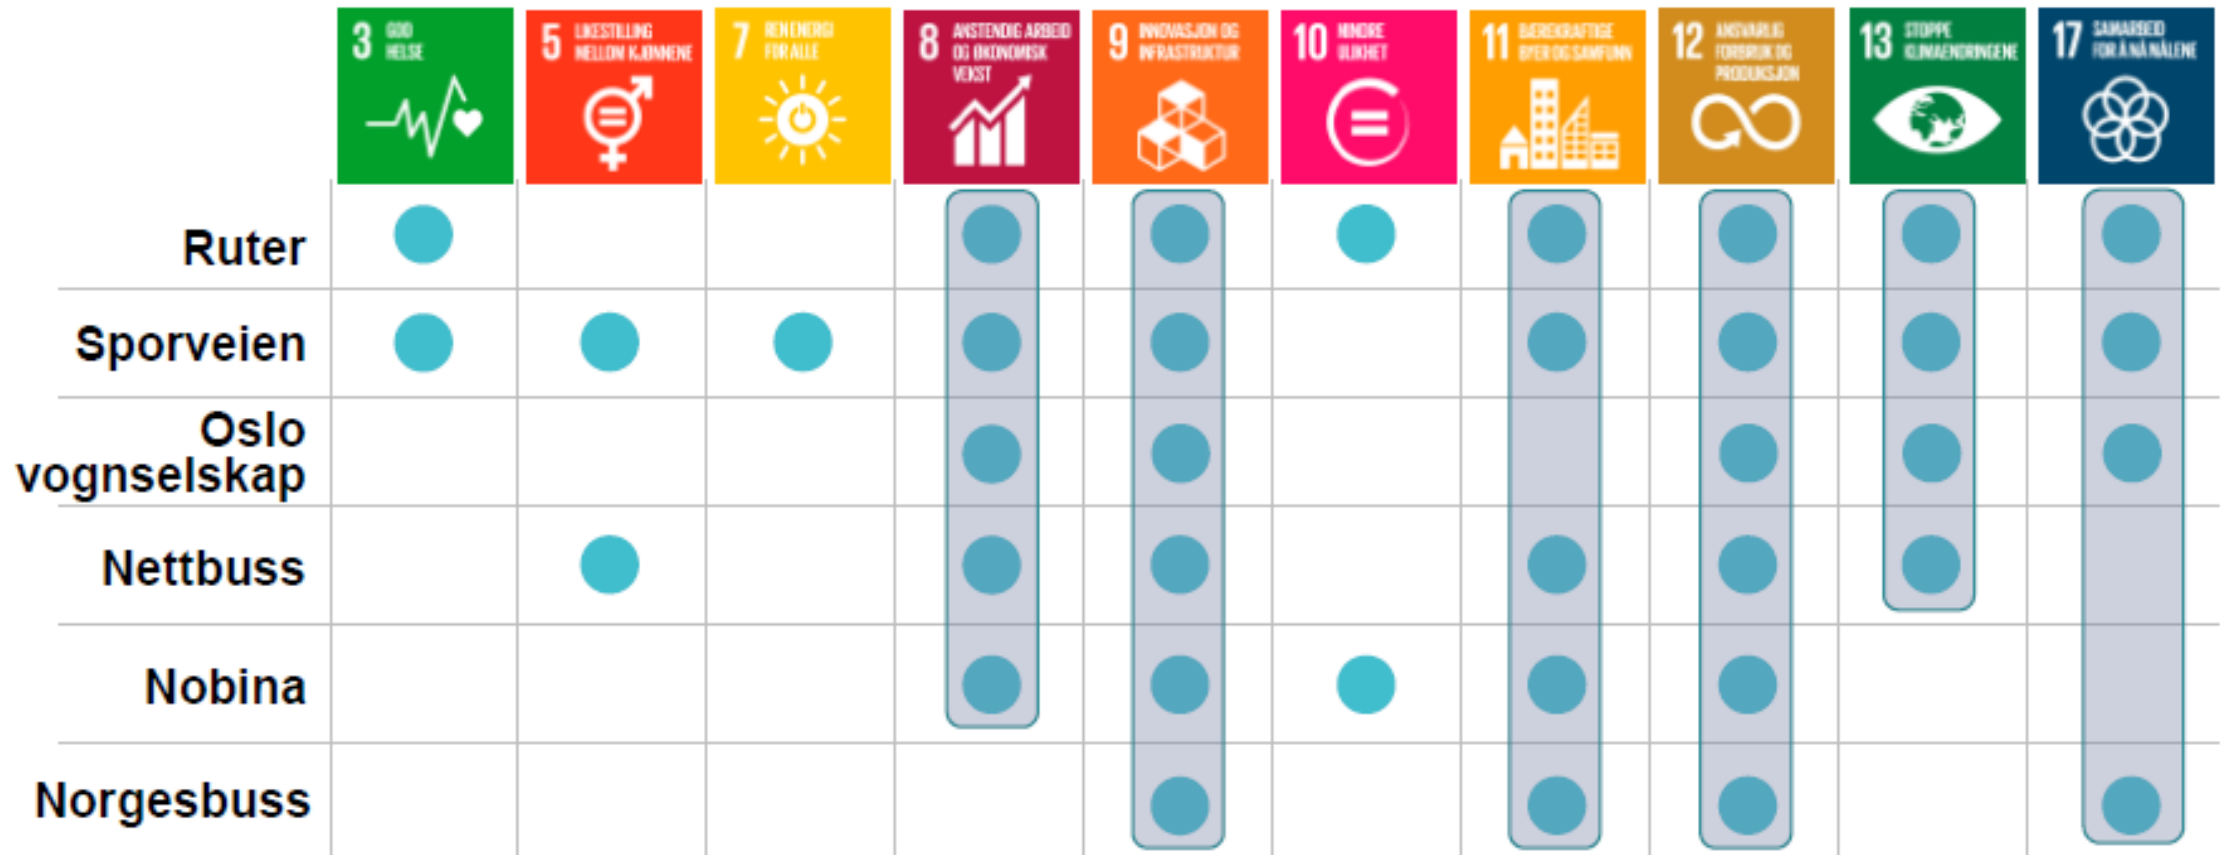 3 GOD
HELSE
5 LIKESTILLING
MELLOM KJØNNENE
7 REN ENERGI
FOR ALLE
8 ANSTENDIG ARBEID
OG ØKONOMISK
VEKST
9 INNOVASJON OG
INFRASTRUKTUR
10 MINDRE
ULIKHET
11 BÆREKRAFTIGE
BYER OG SAMFUNN
12 ANSVARLIG
FORBRUK OG
PRODUKSJON
13 STOPPE
KLIMAENDRINGENE
17 SAMARBEID
FOR Å NÅ MÅLENE
Ruter
Sporveien
Oslo
vognselskap
Nettbuss
Nobina
Norgesbuss